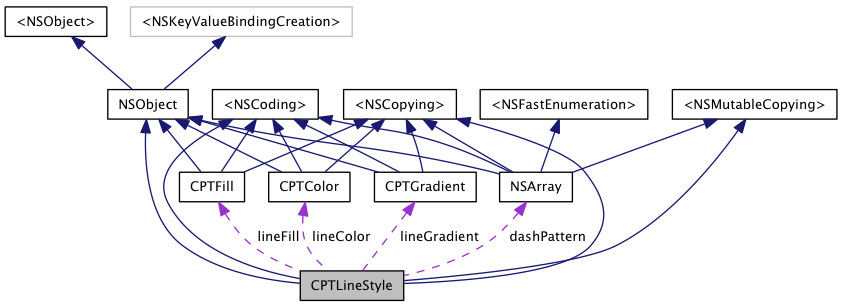 <NSObject>
<NSKeyValueBindingCreation>
NSObject
<NSCoding>
<NSCopying>
<NSFastEnumeration>
<NSMutableCopying>
CPTFill
CPTColor
CPTGradient
NSArray
lineFill
lineColor
lineGradient
dashPattern
CPTLineStyle